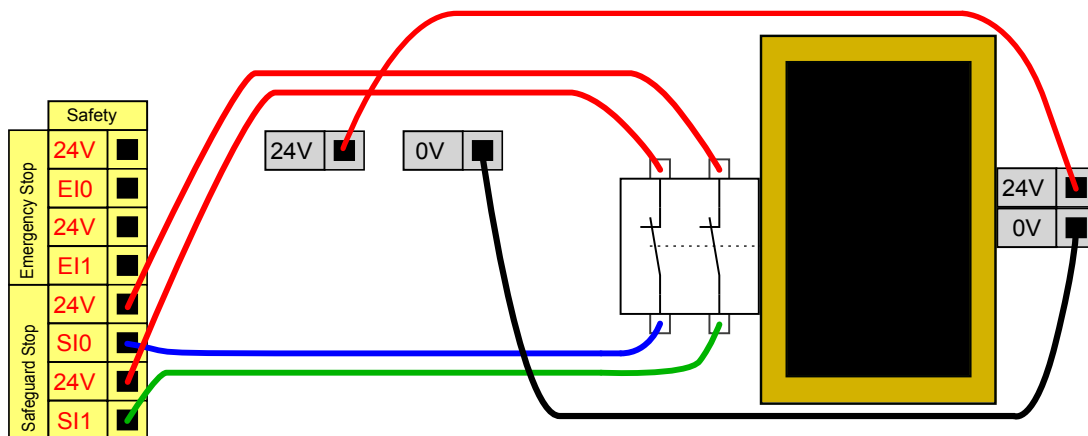 Safety
Emergency Stop
24V
EI0
24V
EI1
Safeguard Stop
24V
SI0
24V
SI1
24V
0V
24V
0V